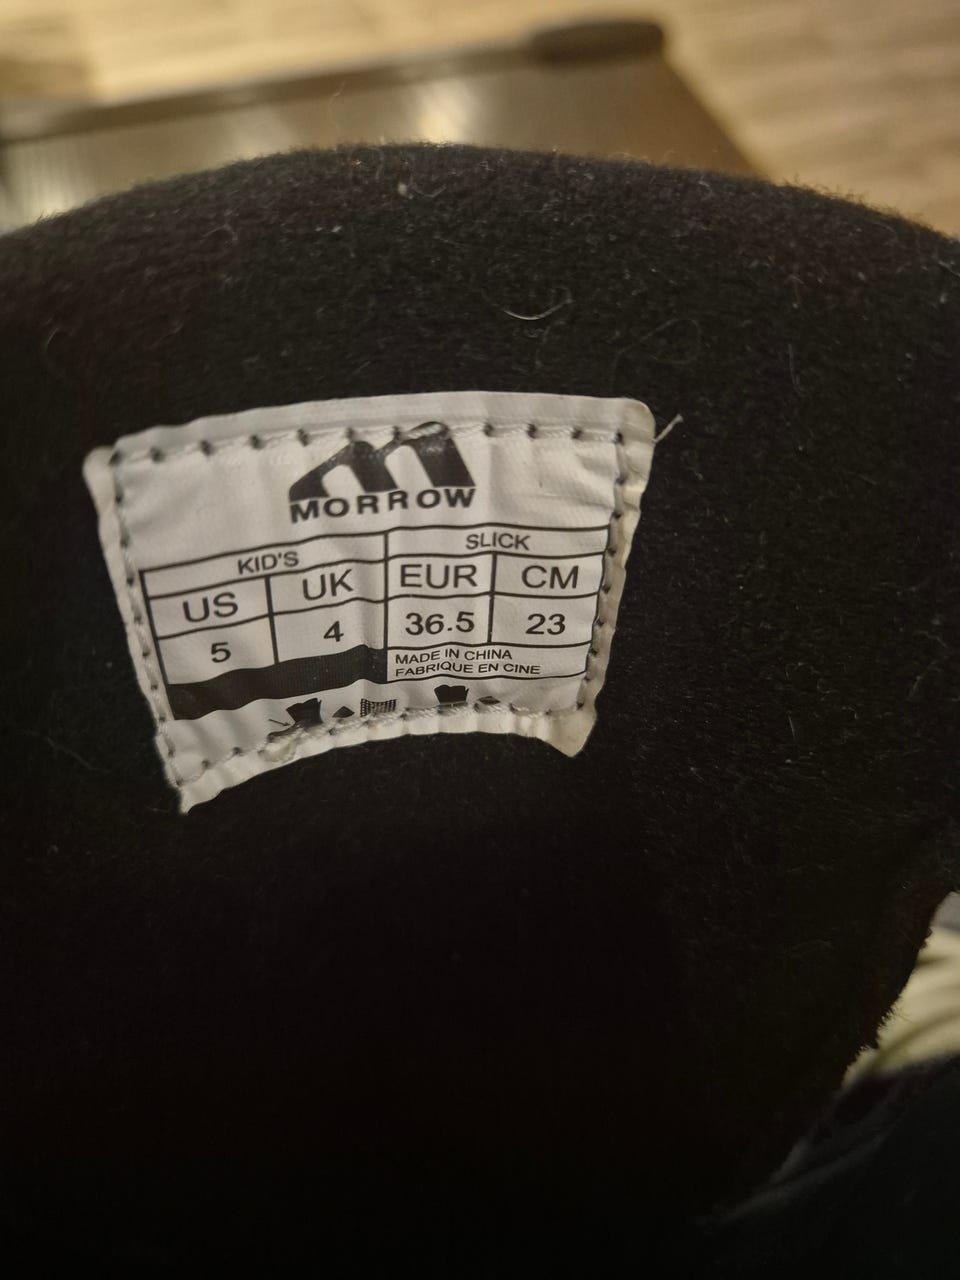 MORROW
KID'S SLICK
US UK EUR CM
5 4 36.5 23
MADE IN CHINA
FABRIQUE EN CINE